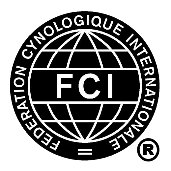 FEDERATION CYNOLOGIQUE INTERNATIONALE
FCI
®